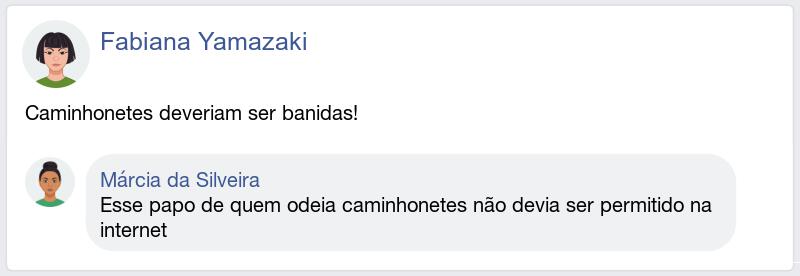 Fabiana Yamazaki
Caminhonetes deveriam ser banidas!
Márcia da Silveira
Esse papo de quem odeia caminhonetes não devia ser permitido na
internet